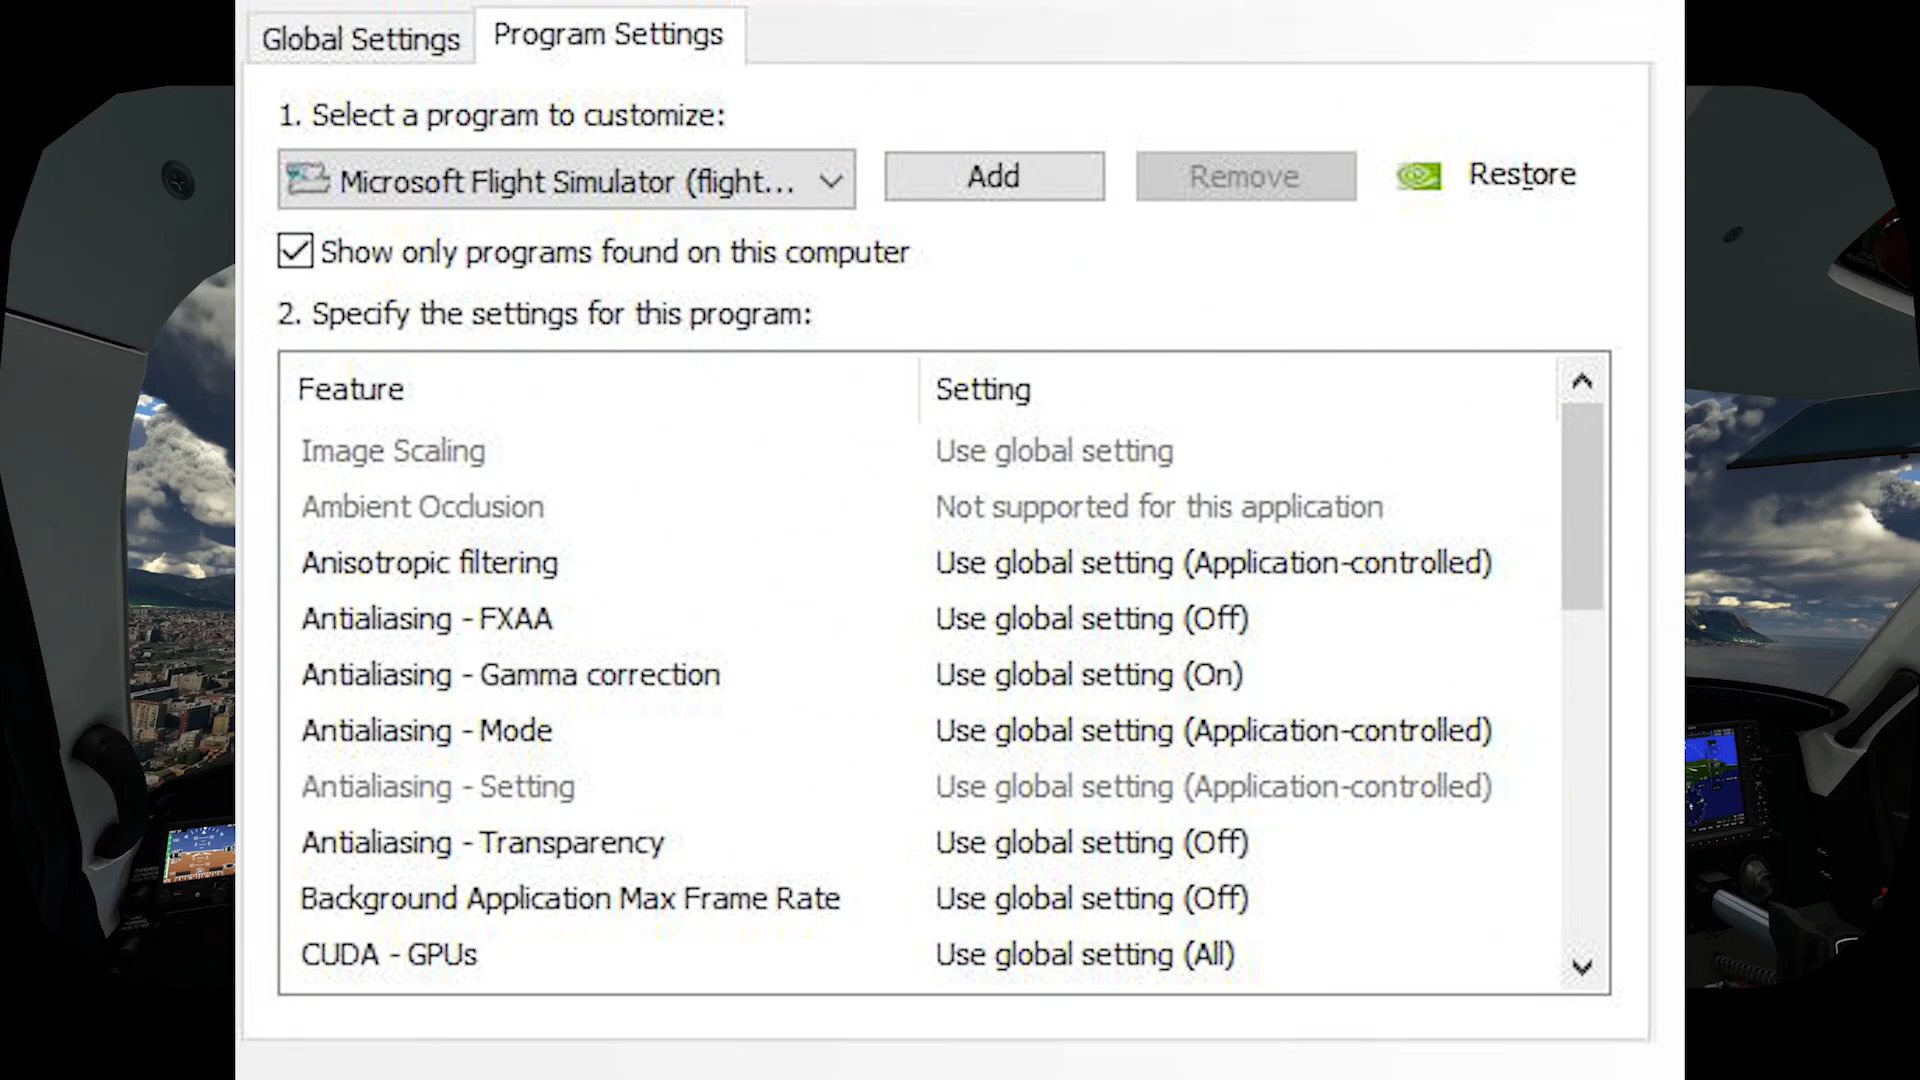 Global Settings
Program Settings
1. Select a program to customize:
Microsoft Flight Simulator (flight...
Add
Remove
Restore
Show only programs found on this computer
2. Specify the settings for this program:
Feature Setting
Image Scaling Use global setting
Ambient Occlusion Not supported for this application
Anisotropic filtering Use global setting (Application-controlled)
Antialiasing - FXAA Use global setting (Off)
Antialiasing - Gamma correction Use global setting (On)
Antialiasing - Mode Use global setting (Application-controlled)
Antialiasing - Setting Use global setting (Application-controlled)
Antialiasing - Transparency Use global setting (Off)
Background Application Max Frame Rate Use global setting (Off)
CUDA - GPUs Use global setting (All)